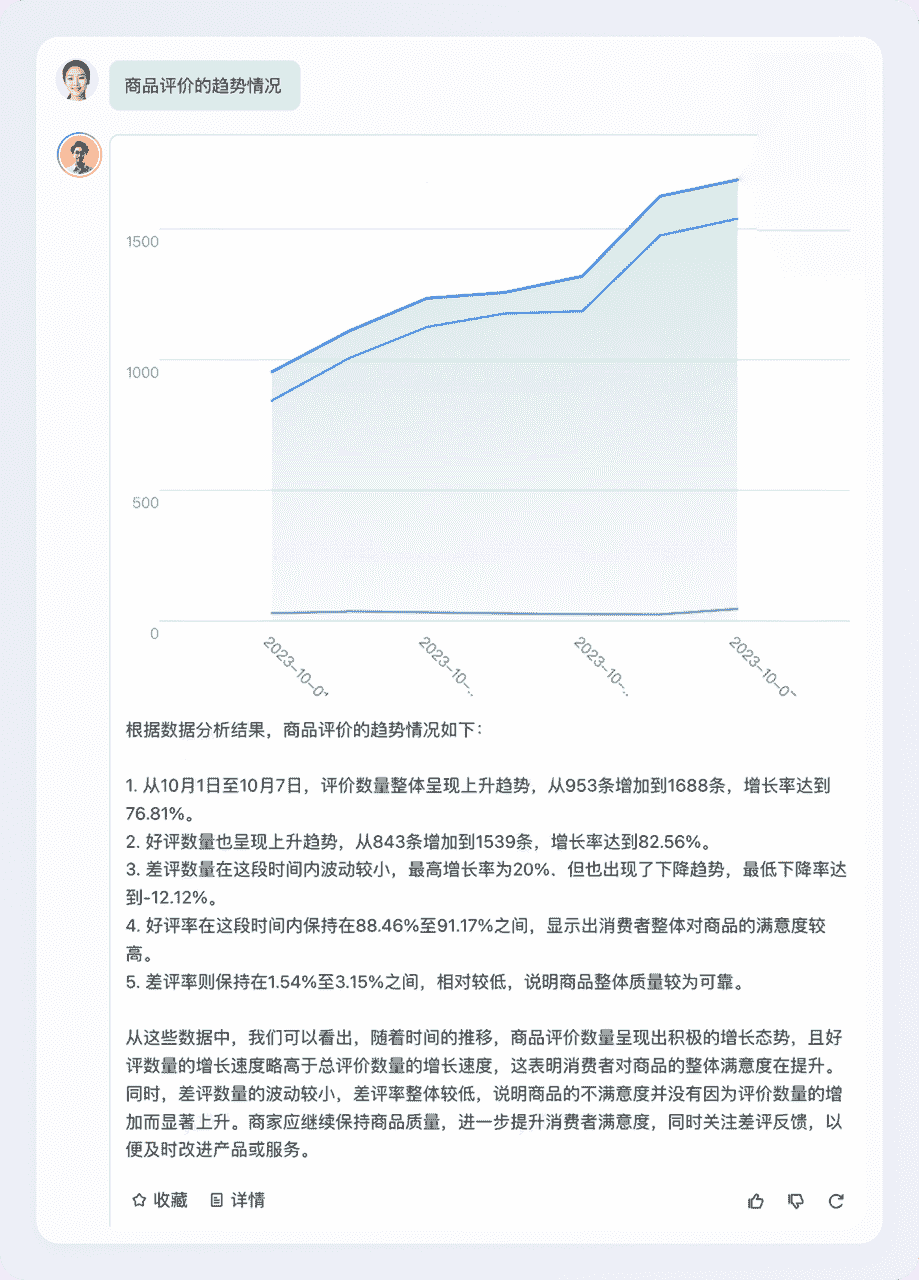 商品评价的趋势情况
1500
1000
500
0
2023-10-01
2023-10-..
2023-10-..
2023-10-0
根据数据分析结果，商品评价的趋势情况如下：
1. 从10月1日至10月7日，评价数量整体呈现上升趋势，从953条增加到1688条，增长率达到
76.81%。
2. 好评数量也呈现上升趋势，从843条增加到1539条，增长率达到82.56%。
3. 差评数量在这段时间内波动较小，最高增长率为20%、但也出现了下降趋势，最低下降率达
到-12.12%。
4. 好评率在这段时间内保持在88.46%至91.17%之间，显示出消费者整体对商品的满意度较
高。
5. 差评率则保持在1.54%至3.15%之间，相对较低，说明商品整体质量较为可靠。
从这些数据中，我们可以看出，随着时间的推移，商品评价数量呈现出积极的增长态势，且好
评数量的增长速度略高于总评价数量的增长速度，这表明消费者对商品的整体满意度在提升。
同时，差评数量的波动较小，差评率整体较低，说明商品的不满意度并没有因为评价数量的增
加而显著上升。商家应继续保持商品质量，进一步提升消费者满意度，同时关注差评反馈，以
便及时改进产品或服务。
收藏 详情